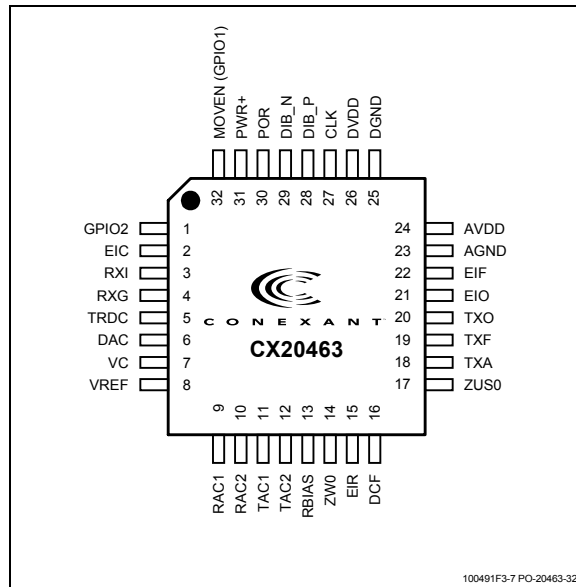 MOVEN (GPIO1)
PWR+
POR
DIB_N
DIB_P
CLK
DVDD
DGND
32 31 30 29 28 27 26 25
GPIO2 1
EIC 2
RXI 3
RXG 4
TRDC 5
DAC 6
VC 7
VREF 8
24 AVDD
23 AGND
22 EIF
21 EIO
20 TXO
19 TXF
18 TXA
17 ZUS0
CONEXANT
CX20463
9 10 11 12 13 14 15 16
RAC1
RAC2
TAC1
TAC2
RBIAS
ZW0
EIR
DCF
100491F3-7 PO-20463-32